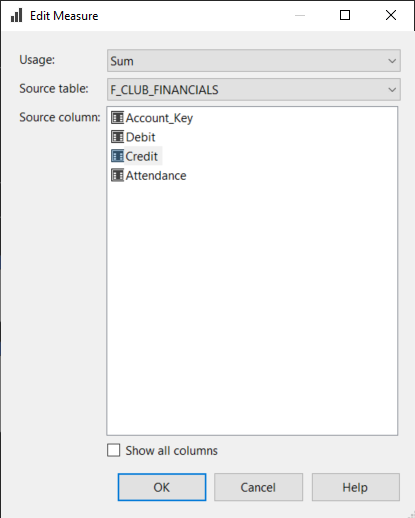 Edit Measure
Usage: Sum
Source table: F_CLUB_FINANCIALS
Source column: Account_Key
Debit
Credit
Attendance
Show all columns
OK Cancel Help